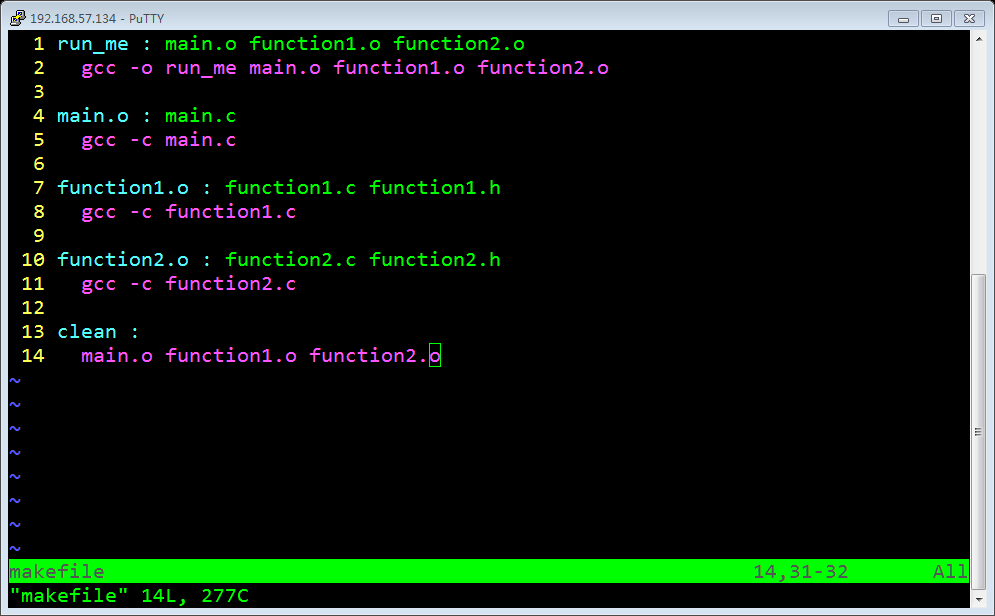 192.168.57.134 - PuTTY
1 run_me : main.o function1.o function2.o
2   gcc -o run_me main.o function1.o function2.o
3
4 main.o : main.c
5   gcc -c main.c
6
7 function1.o : function1.c function1.h
8   gcc -c function1.c
9
10 function2.o : function2.c function2.h
11   gcc -c function2.c
12
13 clean :
14   main.o function1.o function2.o
~
~
~
~
~
~
~
~
makefile 14,31-32 All
"makefile" 14L, 277C